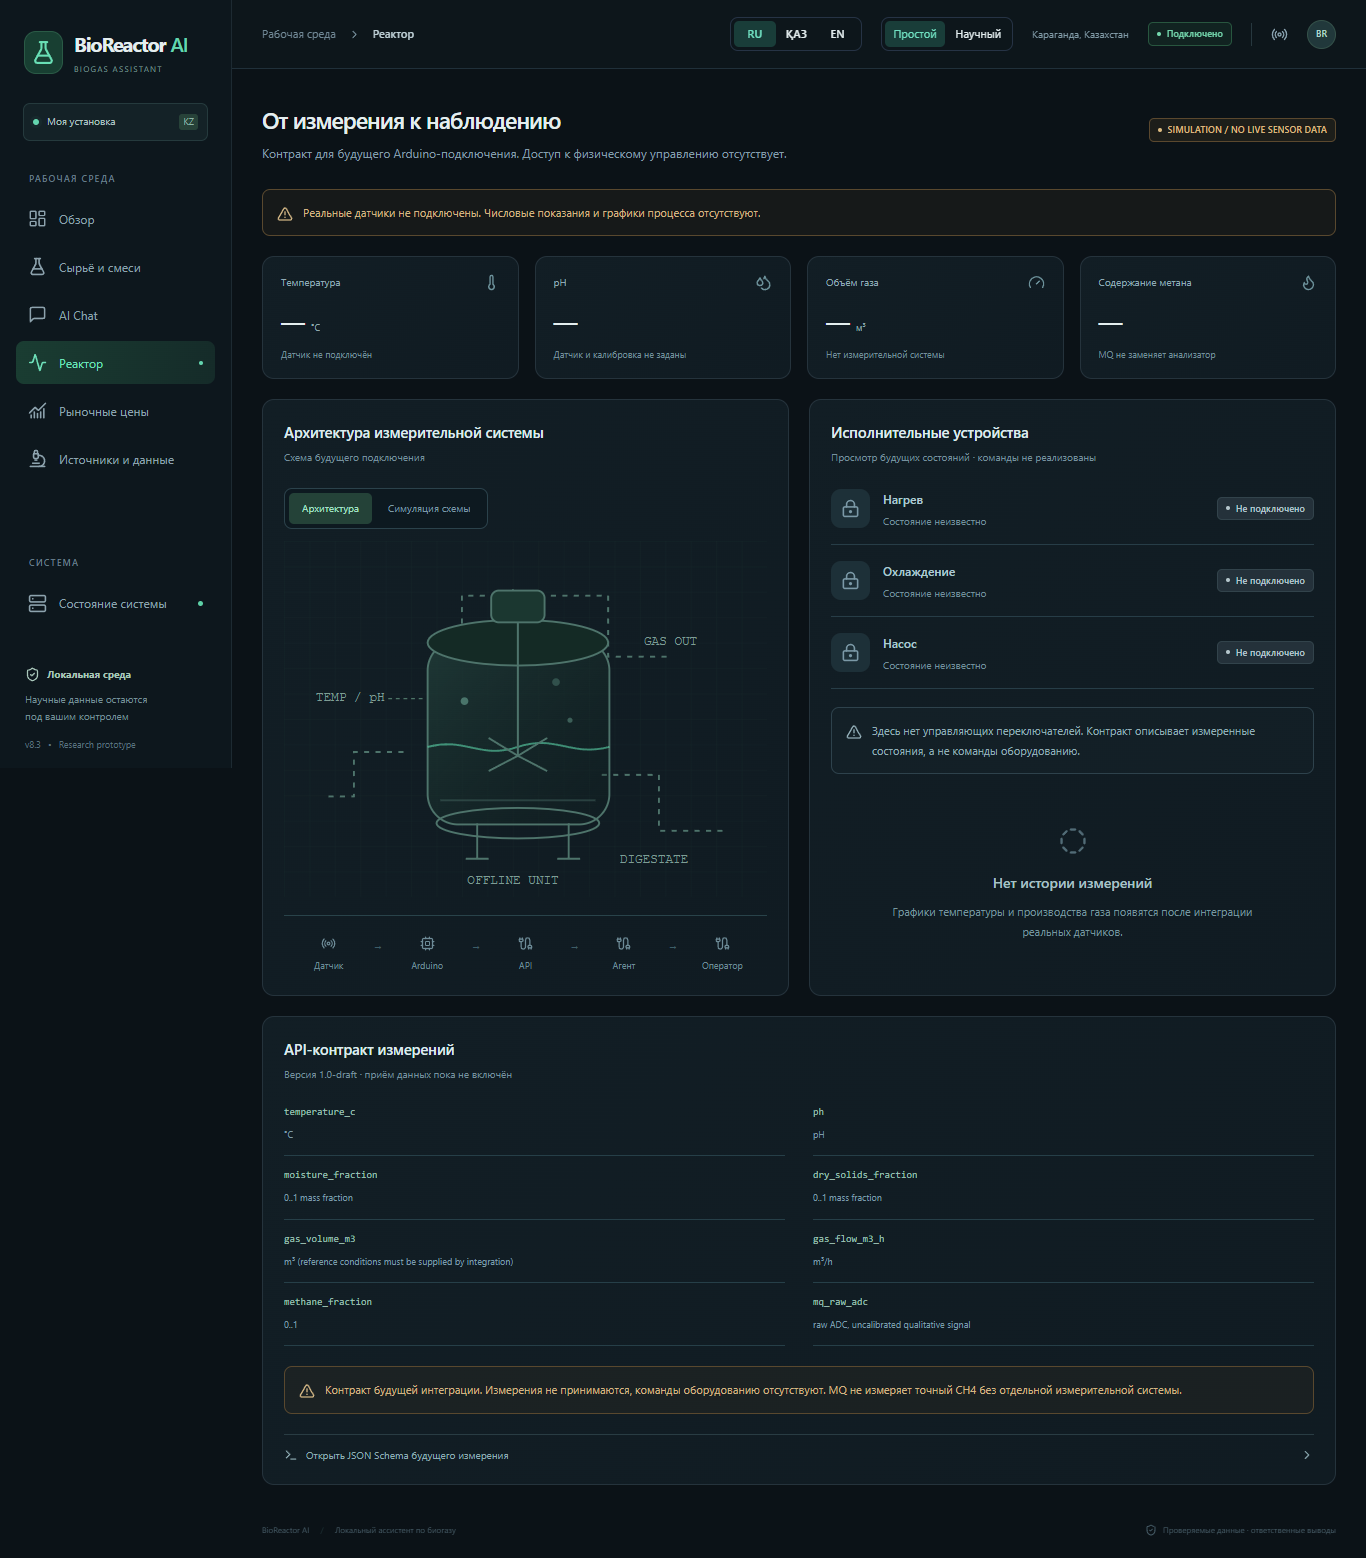 BioReactor AI
BIOGAS ASSISTANT
Моя установка
KZ
РАБОЧАЯ СРЕДА
Обзор
Сырьё и смеси
AI Chat
Реактор
Рыночные цены
Источники и данные
СИСТЕМА
Состояние системы
Локальная среда
Научные данные остаются
под вашим контролем
v8.3 • Research prototype
Рабочая среда > Реактор
RU ҚАЗ EN
Простой Научный
Караганда, Казахстан
Подключено
BR
От измерения к наблюдению
Контракт для будущего Arduino-подключения. Доступ к физическому управлению отсутствует.
SIMULATION / NO LIVE SENSOR DATA
Реальные датчики не подключены. Числовые показания и графики процесса отсутствуют.
Температура
— °C
Датчик не подключён
pH
—
Датчик и калибровка не заданы
Объём газа
— м³
Нет измерительной системы
Содержание метана
—
MQ не заменяет анализатор
Архитектура измерительной системы
Схема будущего подключения
Архитектура Симуляция схемы
GAS OUT
TEMP / pH
DIGESTATE
OFFLINE UNIT
Датчик → Arduino → API → Агент → Оператор
Исполнительные устройства
Просмотр будущих состояний · команды не реализованы
Нагрев
Состояние неизвестно
Не подключено
Охлаждение
Состояние неизвестно
Не подключено
Насос
Состояние неизвестно
Не подключено
Здесь нет управляющих переключателей. Контракт описывает измеренные
состояния, а не команды оборудованию.
Нет истории измерений
Графики температуры и производства газа появятся после интеграции
реальных датчиков.
API-контракт измерений
Версия 1.0-draft · приём данных пока не включён
temperature_c
°C
ph
pH
moisture_fraction
0..1 mass fraction
dry_solids_fraction
0..1 mass fraction
gas_volume_m3
m³ (reference conditions must be supplied by integration)
gas_flow_m3_h
m³/h
methane_fraction
0..1
mq_raw_adc
raw ADC, uncalibrated qualitative signal
Контракт будущей интеграции. Измерения не принимаются, команды оборудованию отсутствуют. MQ не измеряет точный CH4 без отдельной измерительной системы.
Открыть JSON Schema будущего измерения
BioReactor AI / Локальный ассистент по биогазу
Проверяемые данные · ответственные выводы